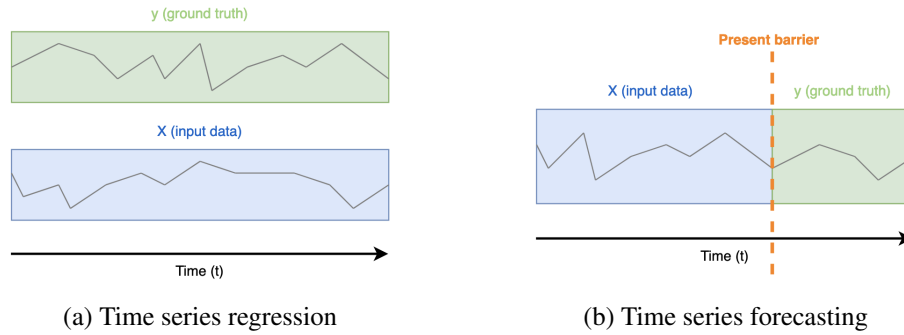 y (ground truth)
X (input data)
Time (t)
(a) Time series regression
Present barrier
X (input data)
y (ground truth)
Time (t)
(b) Time series forecasting